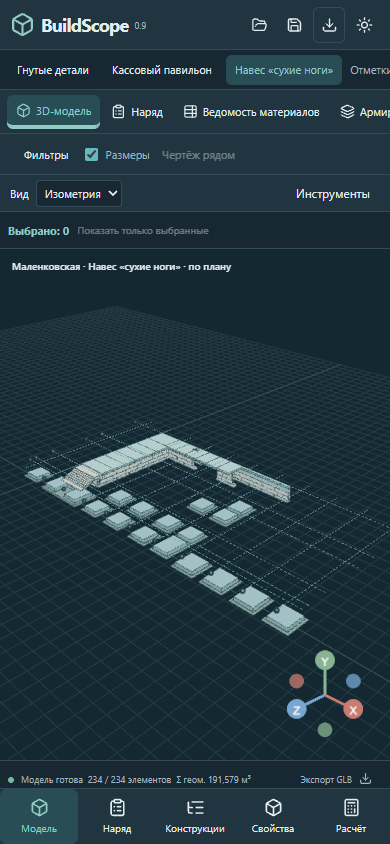 BuildScope 0.9
Гнутые детали Кассовый павильон Навес «сухие ноги» Отметки
3D-модель Наряд Ведомость материалов Армир
Фильтры Размеры Чертёж рядом
Вид Изометрия Инструменты
Выбрано: 0 Показать только выбранные
Маленковская · Навес «сухие ноги» · по плану
Y
Z X
Модель готова 234 / 234 элементов Σ геом. 191,579 м³ Экспорт GLB
Модель Наряд Конструкции Свойства Расчёт